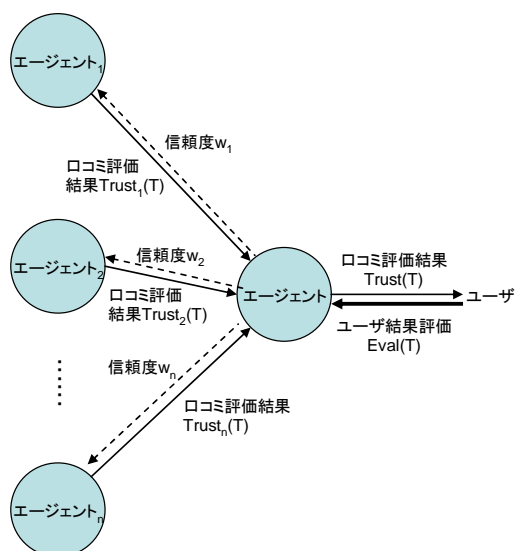 エージェント1
信頼度w1
口コミ評価
結果Trust1(T)
エージェント2
信頼度w2
口コミ評価
結果Trust2(T)
エージェント
口コミ評価結果
Trust(T)
ユーザ
ユーザ結果評価
Eval(T)
信頼度wn
口コミ評価結果
Trustn(T)
エージェントn